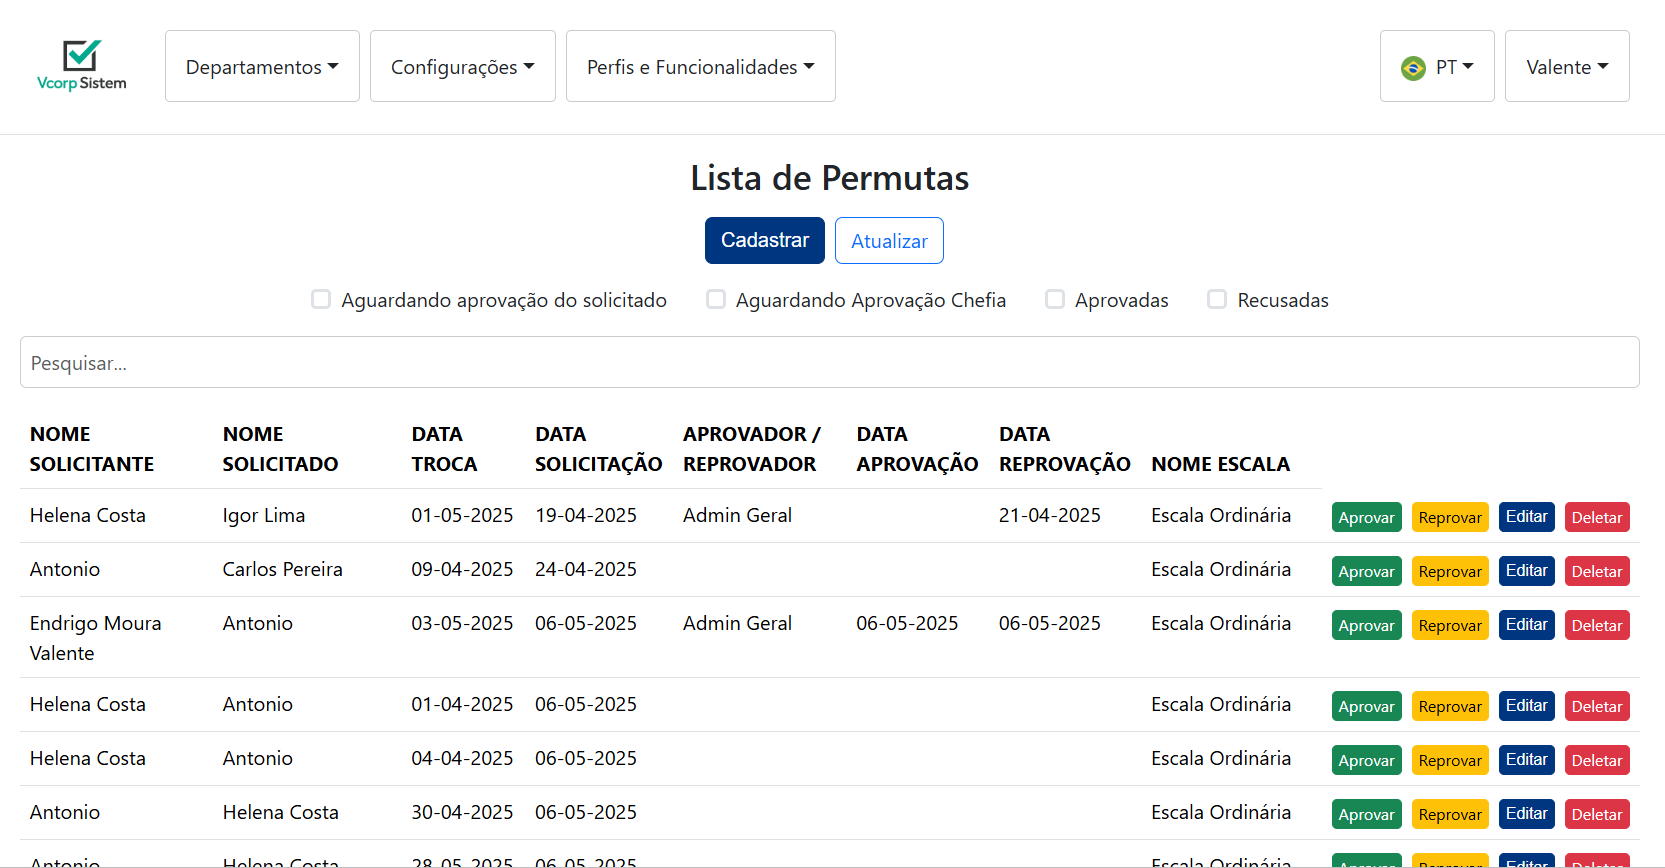 Vcorp Sistem
Departamentos
Configurações
Perfis e Funcionalidades
PT
Valente
Lista de Permutas
Cadastrar
Atualizar
Aguardando aprovação do solicitado
Aguardando Aprovação Chefia
Aprovadas
Recusadas
Pesquisar...
NOME SOLICITANTE NOME SOLICITADO DATA TROCA DATA SOLICITAÇÃO APROVADOR / REPROVADOR DATA APROVAÇÃO DATA REPROVAÇÃO NOME ESCALA
Helena Costa Igor Lima 01-05-2025 19-04-2025 Admin Geral 21-04-2025 Escala Ordinária Aprovar Reprovar Editar Deletar
Antonio Carlos Pereira 09-04-2025 24-04-2025 Escala Ordinária Aprovar Reprovar Editar Deletar
Endrigo Moura Valente Antonio 03-05-2025 06-05-2025 Admin Geral 06-05-2025 06-05-2025 Escala Ordinária Aprovar Reprovar Editar Deletar
Helena Costa Antonio 01-04-2025 06-05-2025 Escala Ordinária Aprovar Reprovar Editar Deletar
Helena Costa Antonio 04-04-2025 06-05-2025 Escala Ordinária Aprovar Reprovar Editar Deletar
Antonio Helena Costa 30-04-2025 06-05-2025 Escala Ordinária Aprovar Reprovar Editar Deletar
Antonio Helena Costa 28-05-2025 06-05-2025 Escala Ordinária Aprovar Reprovar Editar Deletar